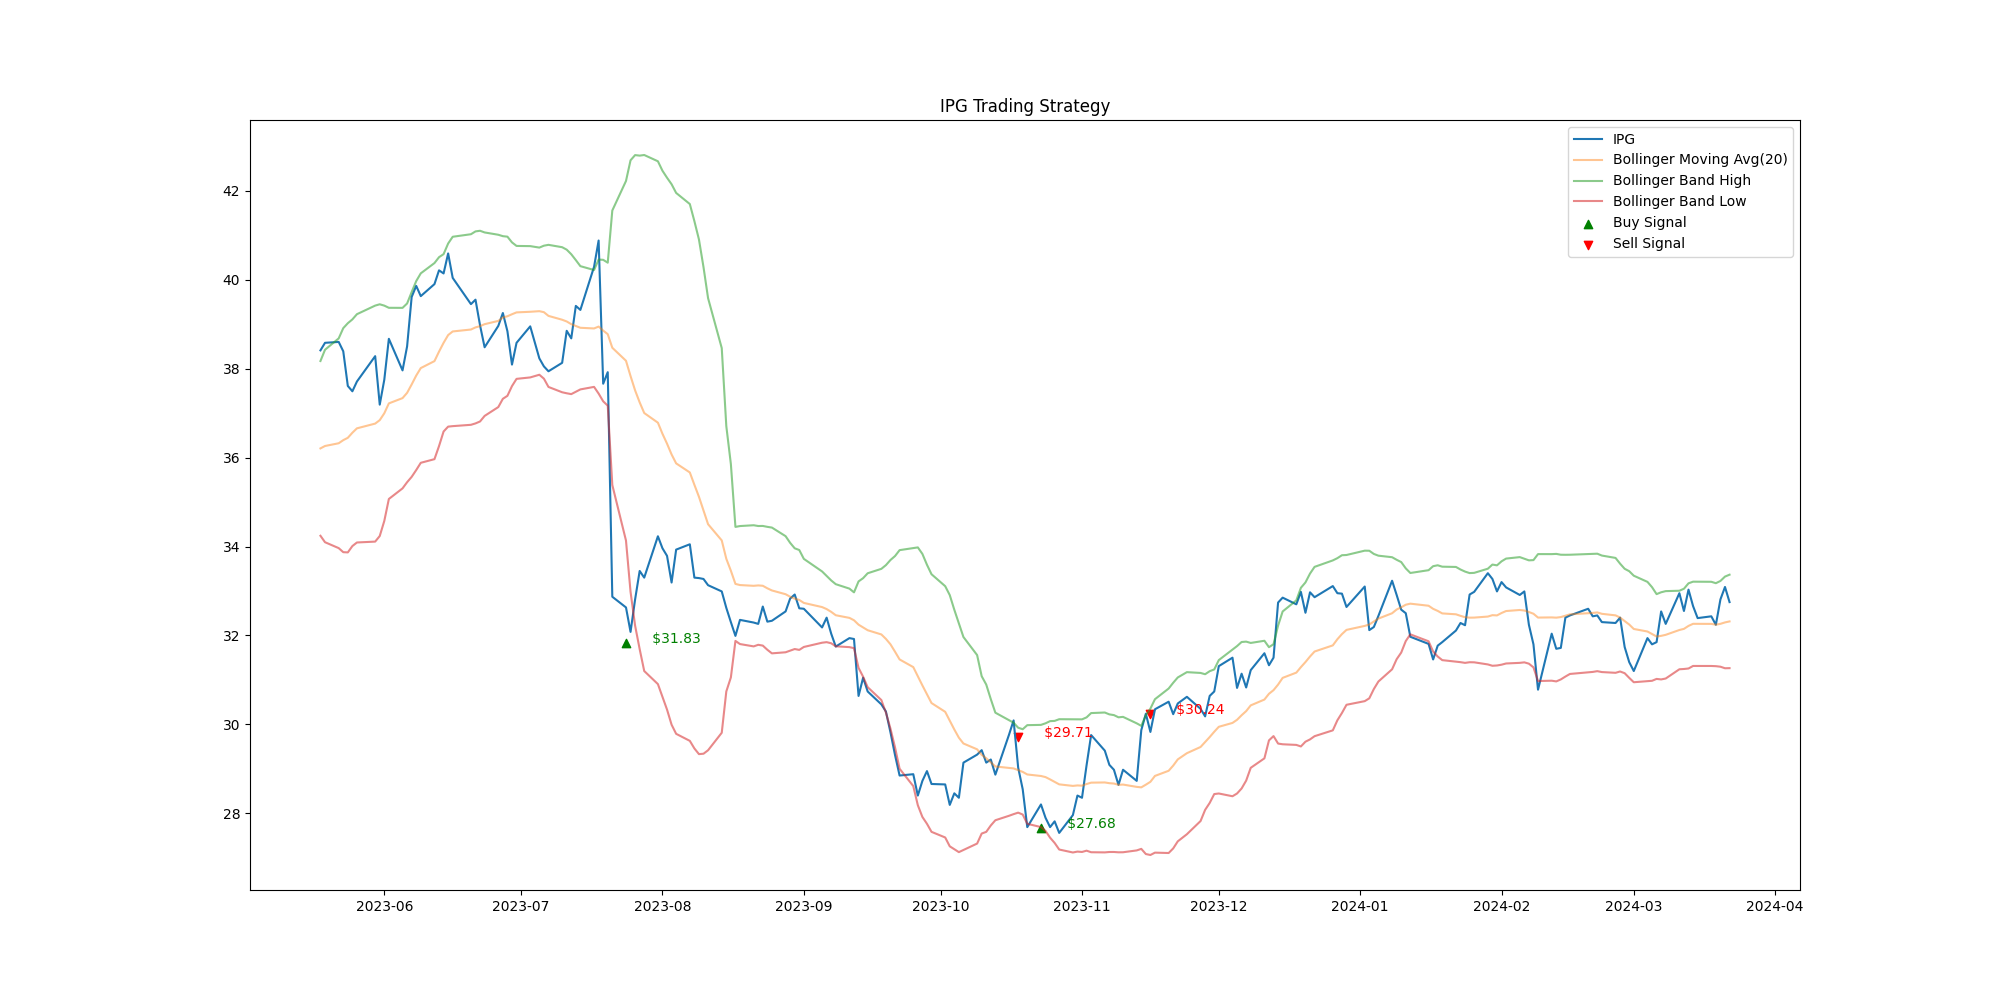 IPG Trading Strategy
IPG
Bollinger Moving Avg(20)
Bollinger Band High
Bollinger Band Low
Buy Signal
Sell Signal
42
40
38
36
34
32
30
28
$31.83
$30.24
$29.71
$27.68
2023-06 2023-07 2023-08 2023-09 2023-10 2023-11 2023-12 2024-01 2024-02 2024-03 2024-04